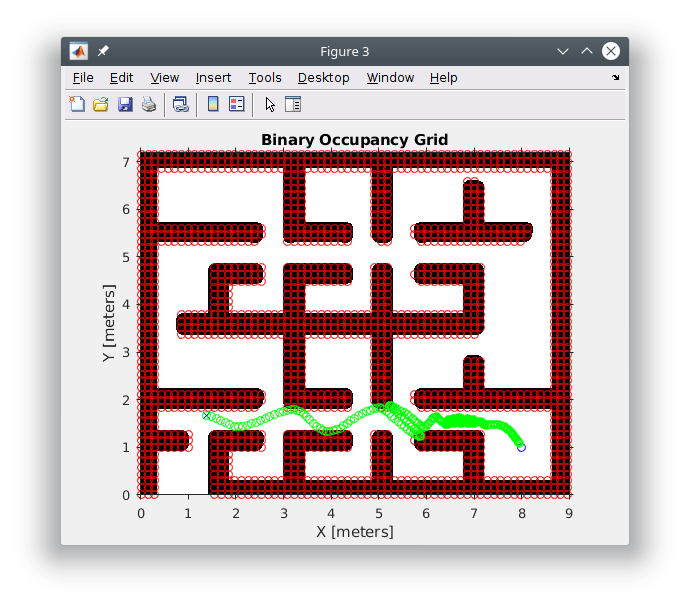 Figure 3
File Edit View Insert Tools Desktop Window Help
Binary Occupancy Grid
7
6
5
4
3
2
1
0
Y [meters]
0 1 2 3 4 5 6 7 8 9
X [meters]